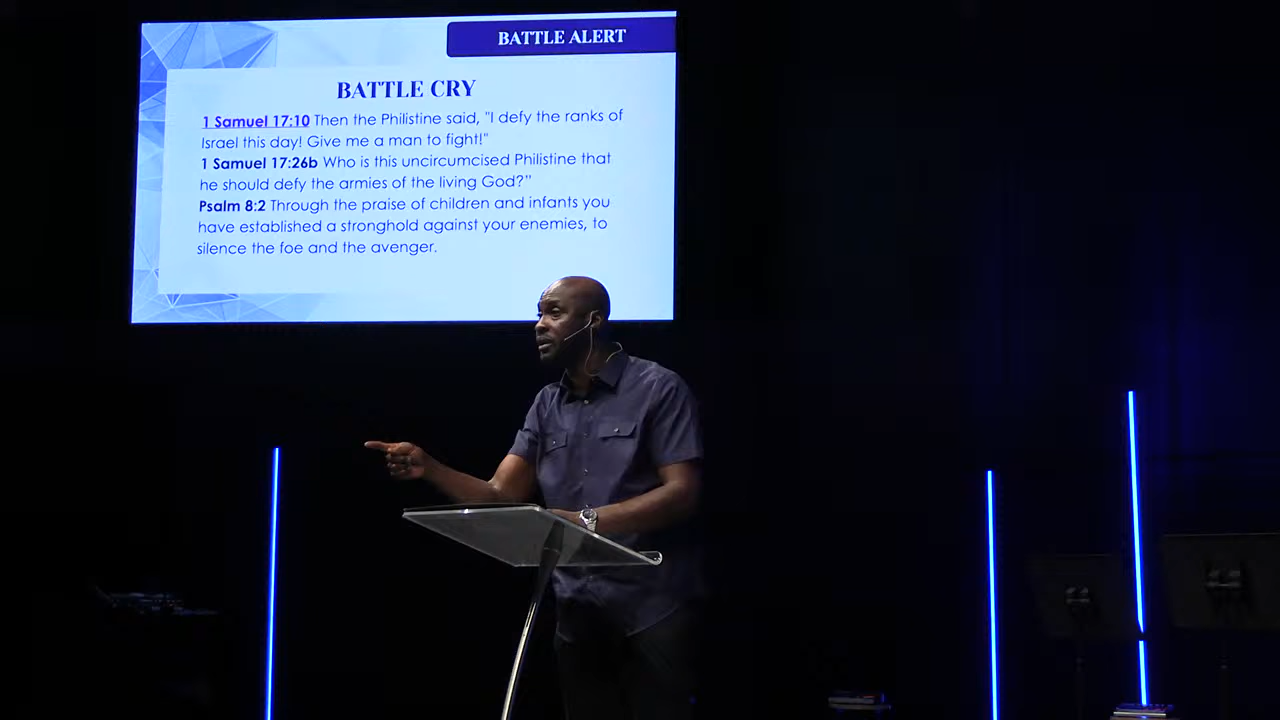 BATTLE ALERT
BATTLE CRY
1 Samuel 17:10 Then the Philistine said, "I defy the ranks of
Israel this day! Give me a man to fight!"
1 Samuel 17:26b Who is this uncircumcised Philistine that
he should defy the armies of the living God?”
Psalm 8:2 Through the praise of children and infants you
have established a stronghold against your enemies, to
silence the foe and the avenger.